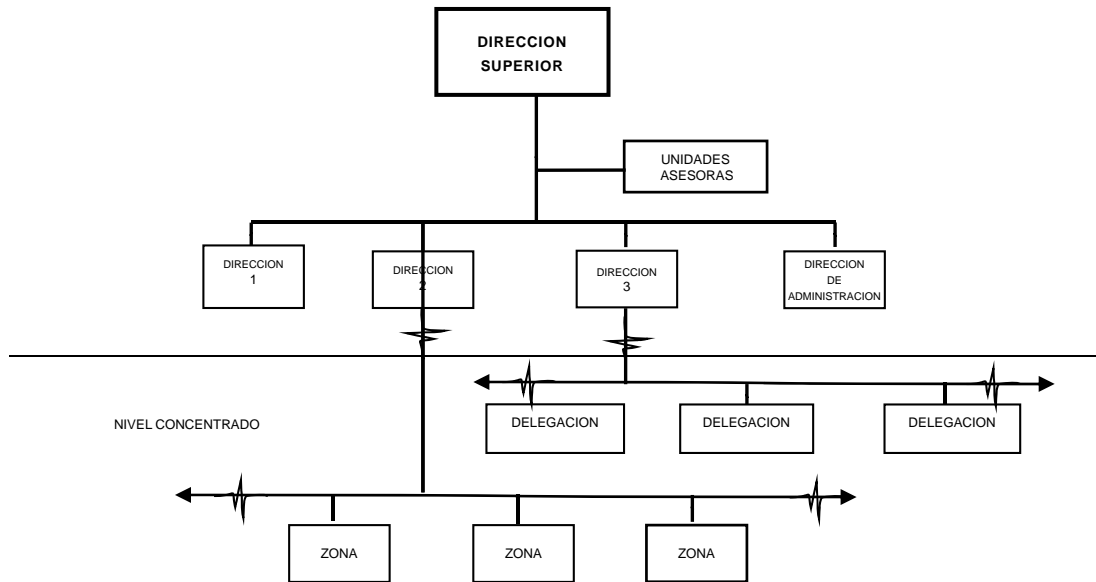 DIRECCION
SUPERIOR
UNIDADES
ASESORAS
DIRECCION
1
DIRECCION
2
DIRECCION
3
DIRECCION
DE
ADMINISTRACION
DELEGACION
DELEGACION
DELEGACION
NIVEL CONCENTRADO
ZONA
ZONA
ZONA